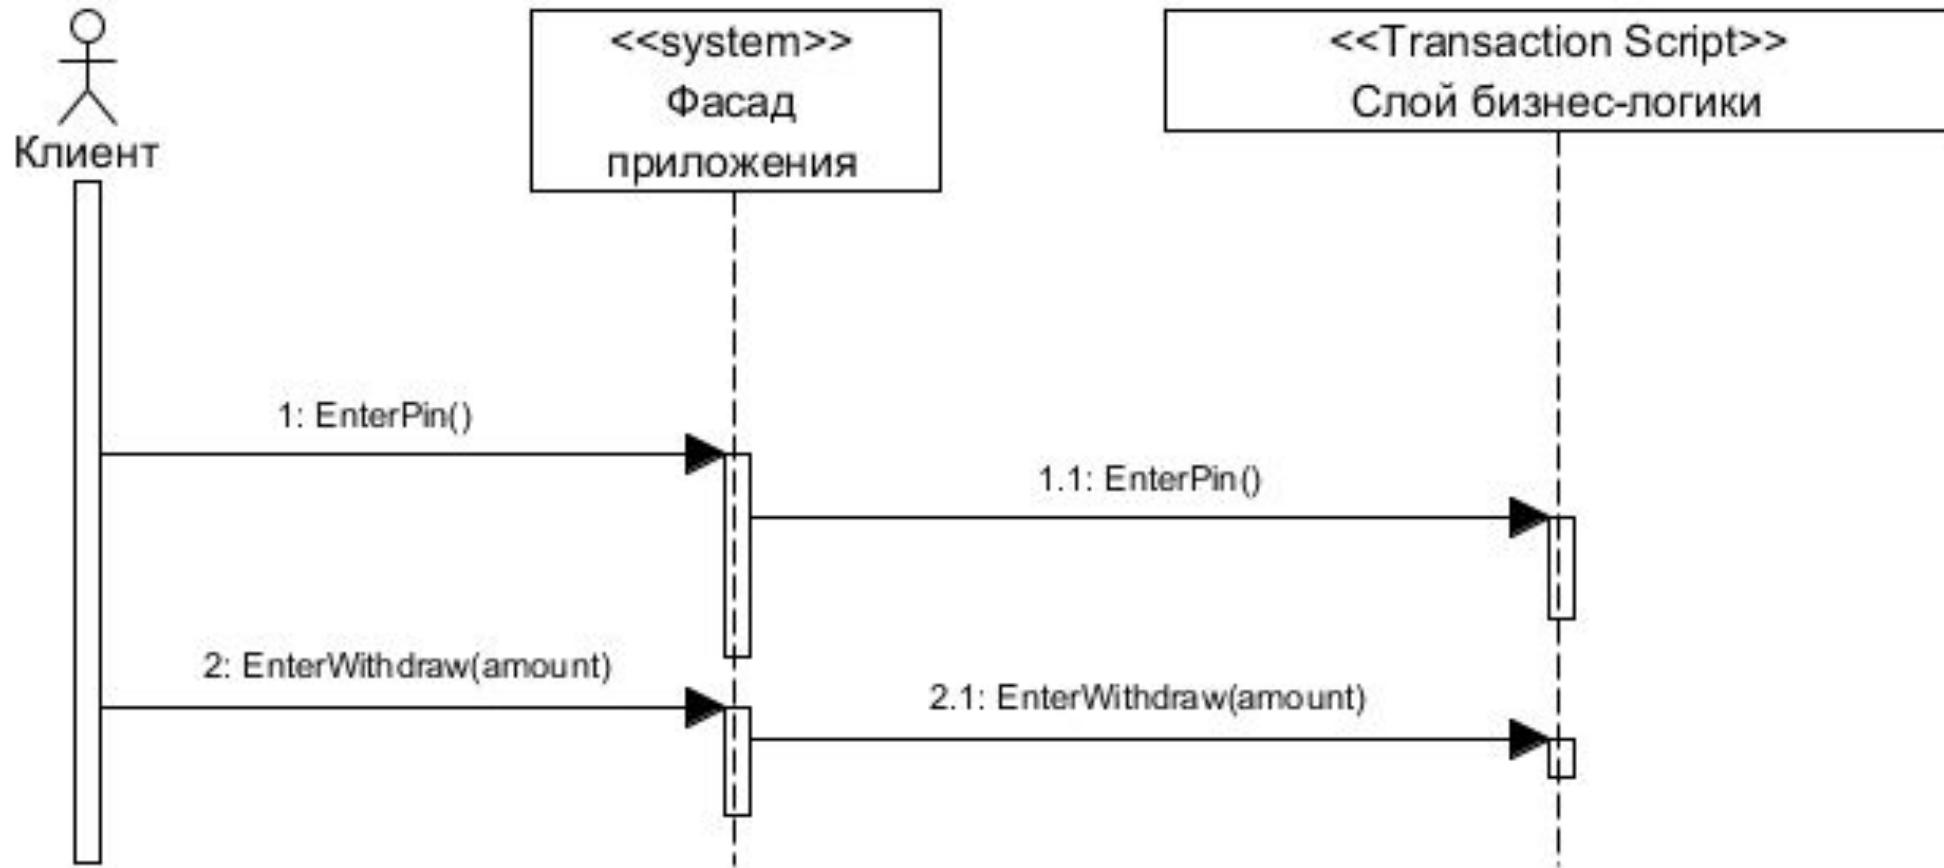 <<system>>
Фасад
приложения
<<Transaction Script>>
Слой бизнес-логики
Клиент
1: EnterPin()
1.1: EnterPin()
2: EnterWithdraw(amount)
2.1: EnterWithdraw(amount)